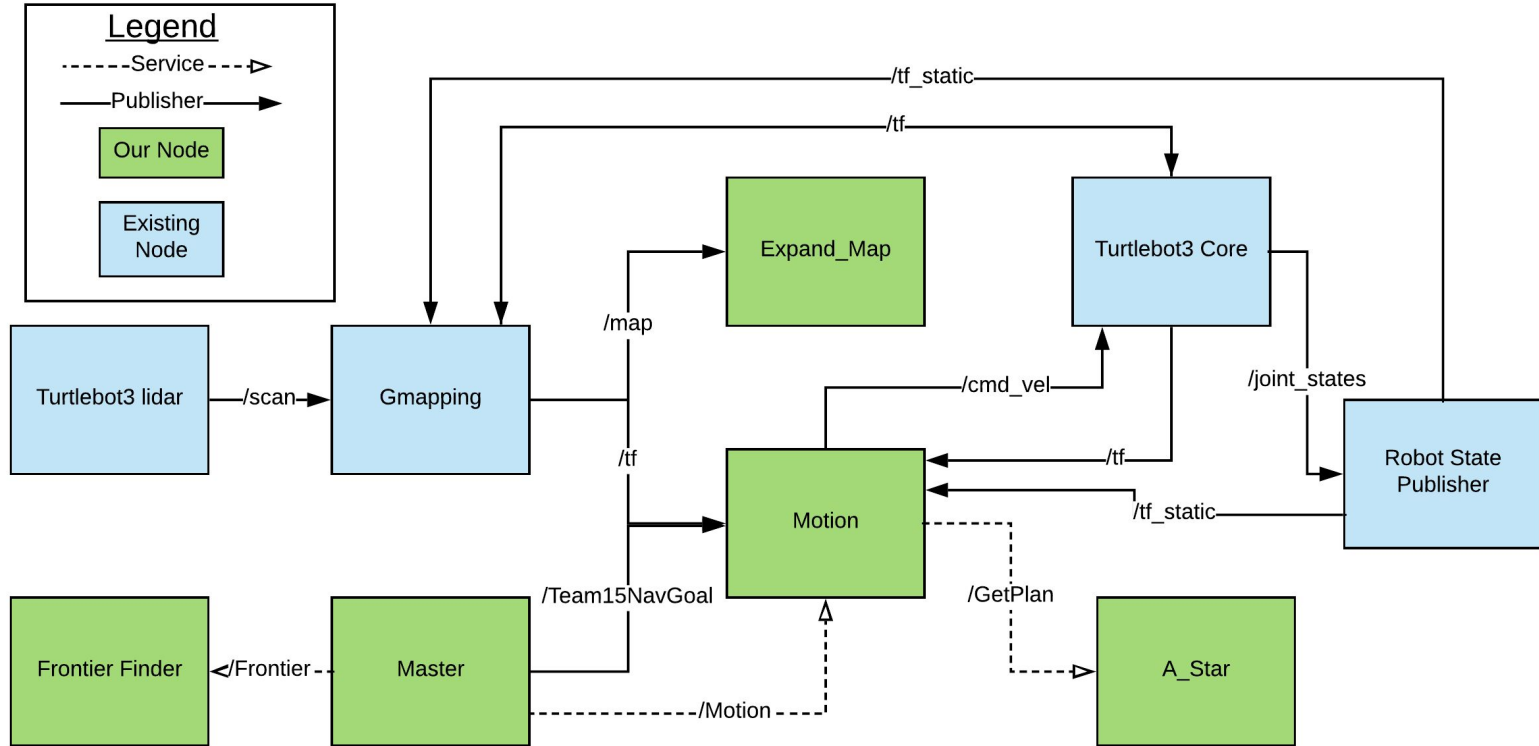 Legend
Service
Publisher
Our Node
Existing
Node
/tf_static
/tf
Expand_Map
Turtlebot3 Core
/map
Turtlebot3 lidar
/scan
Gmapping
/cmd_vel
/joint_states
/tf
/tf
Robot State
Publisher
Motion
/tf_static
/Team15NavGoal
/GetPlan
Frontier Finder
/Frontier
Master
A_Star
/Motion